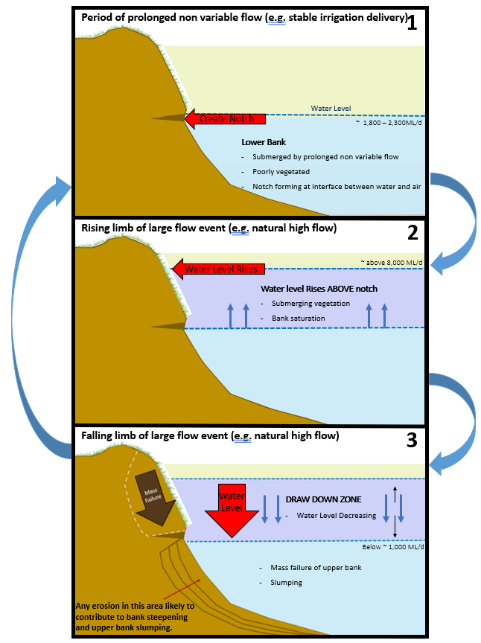 Period of prolonged non variable flow (e.g. stable irrigation delivery) 1
Water Level
~ 1,800 – 2,300ML/d
Create Notch
Lower Bank
- Submerged by prolonged non variable flow
- Poorly vegetated
- Notch forming at interface between water and air
Rising limb of large flow event (e.g. natural high flow) 2
~ above 8,000 ML/d
Water Level Rises
Water level Rises ABOVE notch
- Submerging vegetation
- Bank saturation
Falling limb of large flow event (e.g. natural high flow) 3
Mass
Failure
Water
Level
DRAW DOWN ZONE
- Water Level Decreasing
Below ~ 1,000 ML/d
- Mass failure of upper bank
- Slumping
Any erosion in this area likely to
contribute to bank steepening
and upper bank slumping.